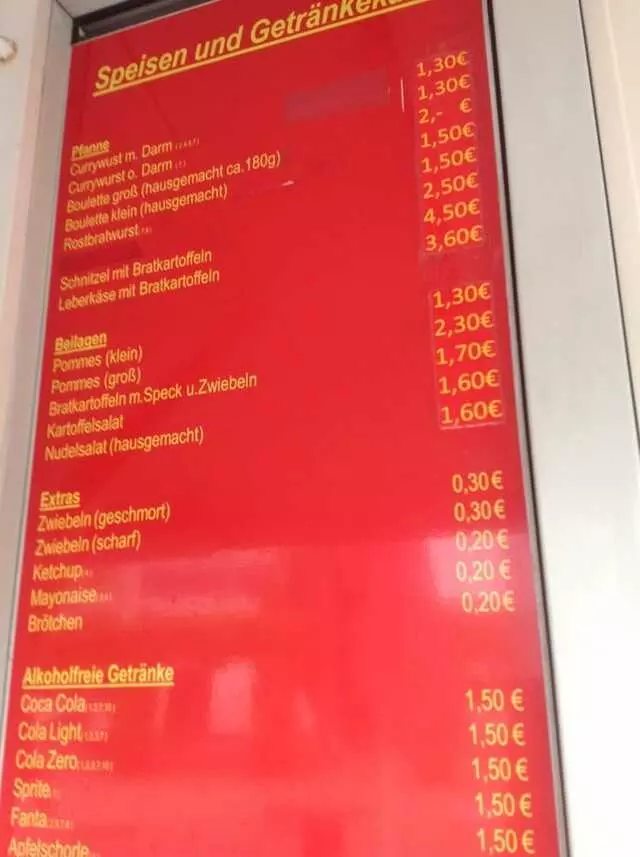 Speisen und Getränkeka
Pfanne
Currywust m. Darm 1,30€
Currywurst o. Darm 1,30€
Boulette groß (hausgemacht ca.180g) 2,- €
Boulette klein (hausgemacht) 1,50€
Rostbratwurst 1,50€
2,50€
Schnitzel mit Bratkartoffeln 4,50€
Leberkäse mit Bratkartoffeln 3,60€
Beilagen
Pommes (klein) 1,30€
Pommes (groß) 2,30€
Bratkartoffeln m.Speck u.Zwiebeln 1,70€
Kartoffelsalat 1,60€
Nudelsalat (hausgemacht) 1,60€
Extras
Zwiebeln (geschmort) 0,30€
Zwiebeln (scharf) 0,30€
Ketchup 0,20€
Mayonaise 0,20€
Brötchen 0,20€
Alkoholfreie Getränke
Coca Cola 1,50 €
Cola Light 1,50 €
Cola Zero 1,50 €
Sprite 1,50 €
Fanta 1,50 €
Apfelschorle